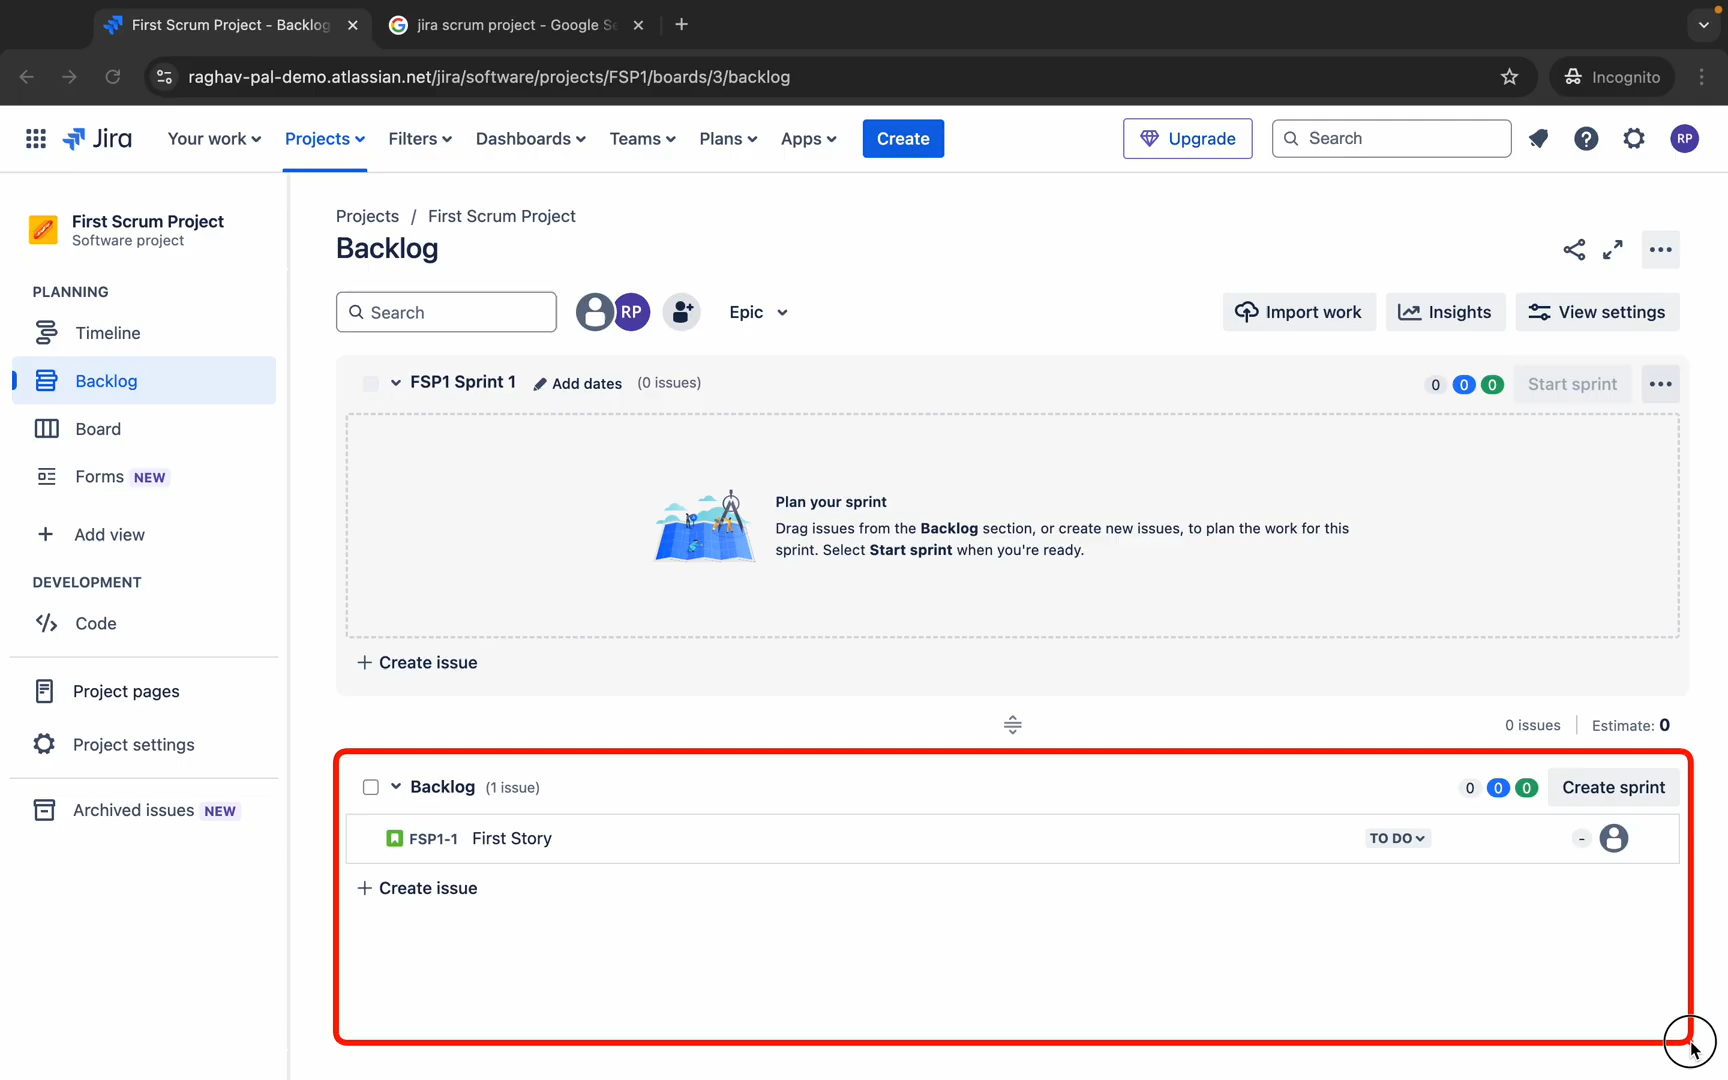 First Scrum Project - Backlog
jira scrum project - Google Se
raghav-pal-demo.atlassian.net/jira/software/projects/FSP1/boards/3/backlog
Incognito
Jira
Your work
Projects
Filters
Dashboards
Teams
Plans
Apps
Create
Upgrade
Search
RP
First Scrum Project
Software project
PLANNING
Timeline
Backlog
Board
Forms NEW
Add view
DEVELOPMENT
Code
Project pages
Project settings
Archived issues NEW
Projects / First Scrum Project
Backlog
Search
RP
Epic
Import work
Insights
View settings
FSP1 Sprint 1 Add dates (0 issues)
0 0 0 Start sprint
Plan your sprint
Drag issues from the Backlog section, or create new issues, to plan the work for this
sprint. Select Start sprint when you're ready.
+ Create issue
0 issues Estimate: 0
Backlog (1 issue)
0 0 0 Create sprint
FSP1-1 First Story TO DO -
+ Create issue